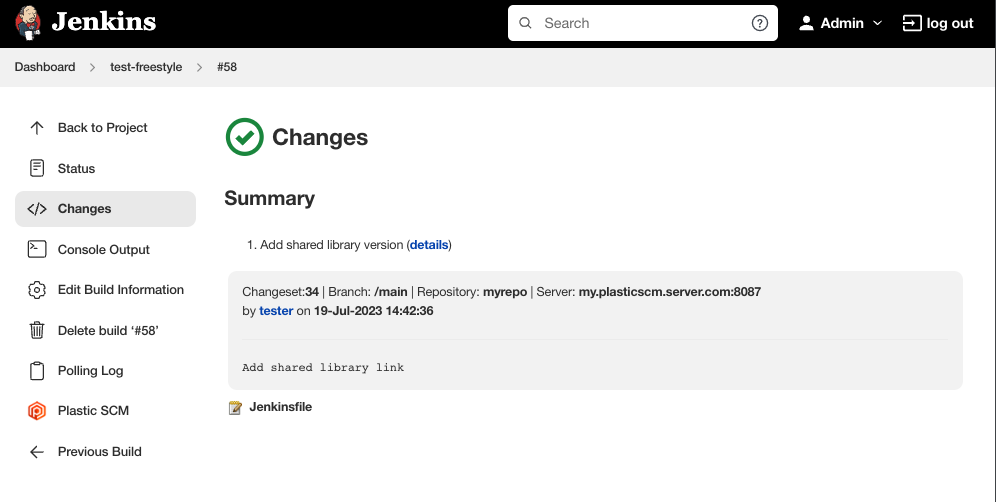 Jenkins
Search
Admin
log out
Dashboard > test-freestyle > #58
Back to Project
Status
Changes
Console Output
Edit Build Information
Delete build ‘#58’
Polling Log
Plastic SCM
Previous Build
Changes
Summary
1. Add shared library version (details)
Changeset:34 | Branch: /main | Repository: myrepo | Server: my.plasticscm.server.com:8087
by tester on 19-Jul-2023 14:42:36
Add shared library link
Jenkinsfile